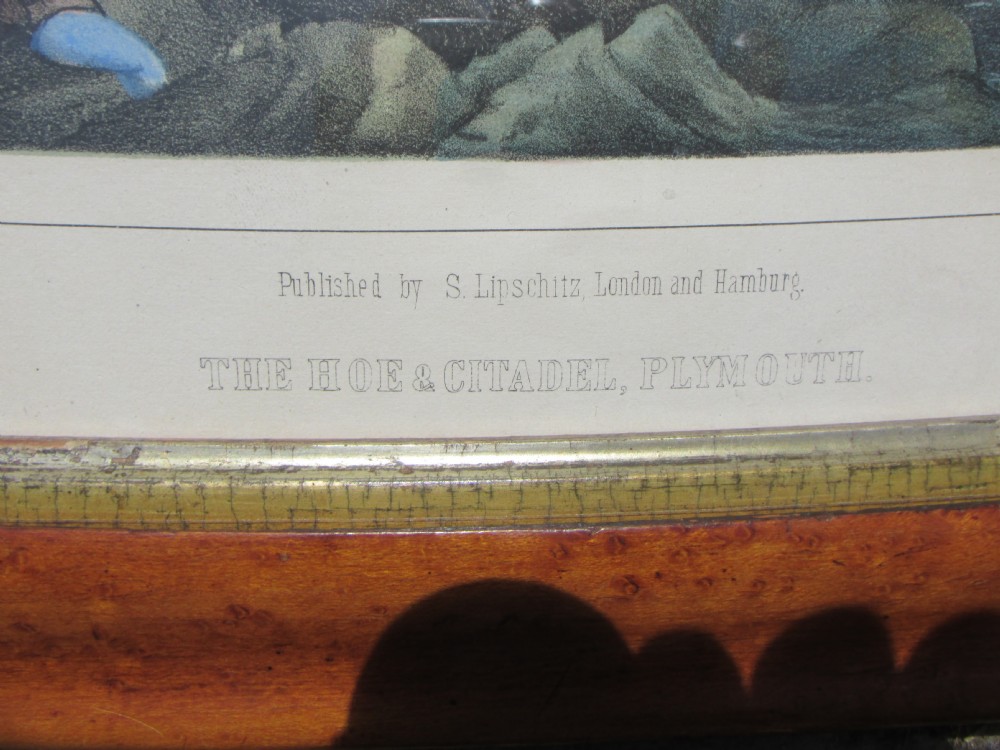 Published by S. Lipschitz, London and Hamburg.
THE HOE & CITADEL, PLYMOUTH.